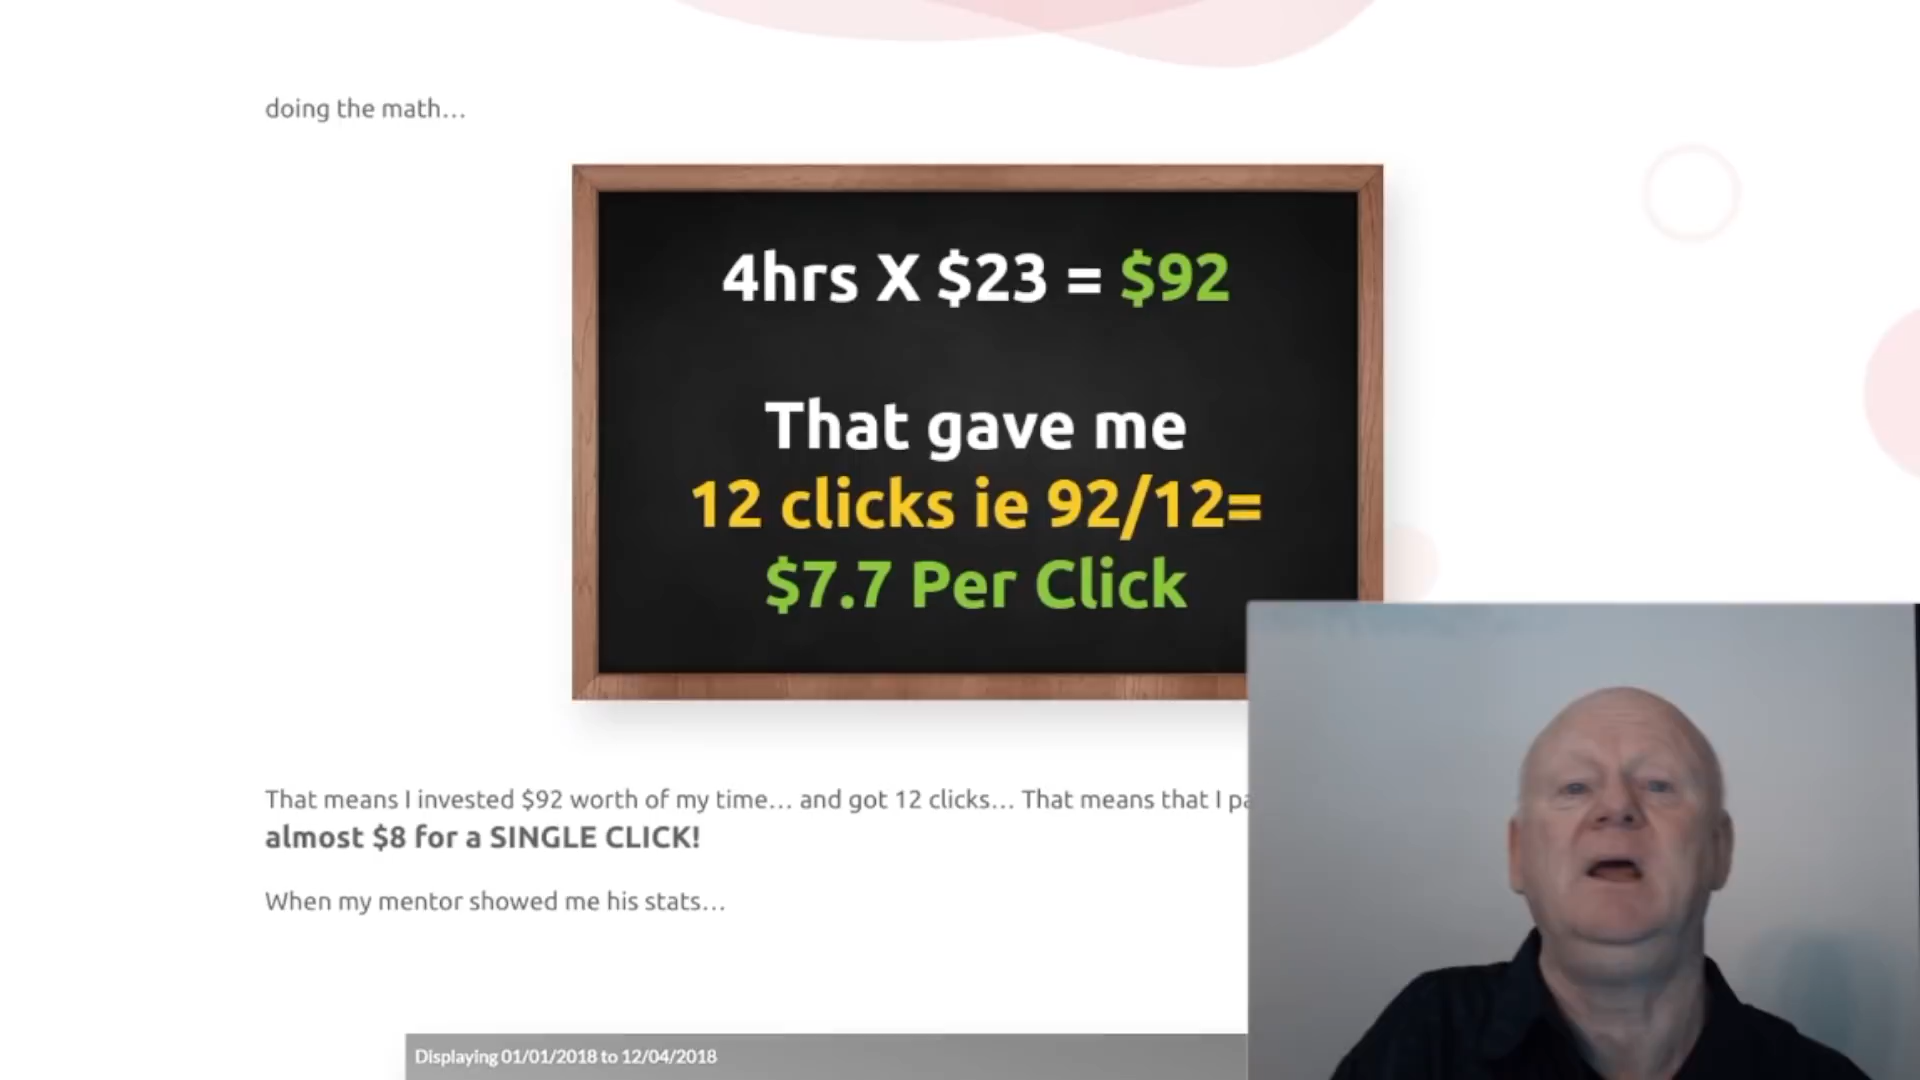 doing the math…
4hrs X $23 = $92
That gave me
12 clicks ie 92/12=
$7.7 Per Click
That means I invested $92 worth of my time… and got 12 clicks… That means that I
almost $8 for a SINGLE CLICK!
When my mentor showed me his stats…
Displaying 01/01/2018 to 12/04/2018